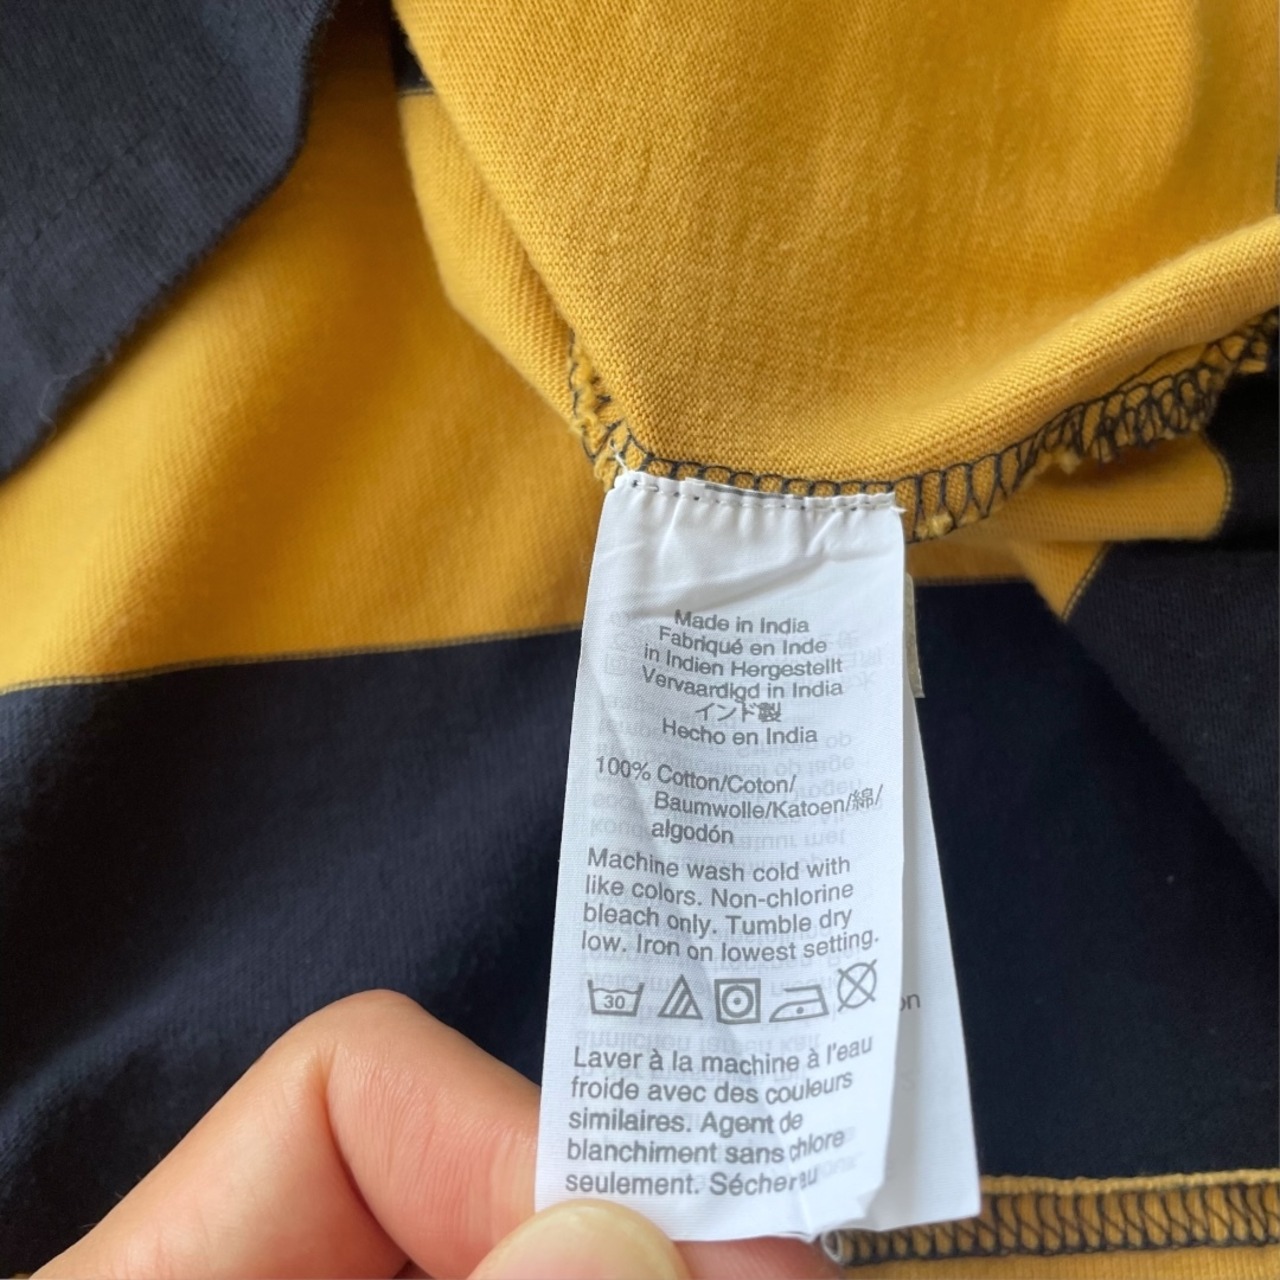 Made in India
Fabriqué en Inde
in Indien Hergestellt
Vervaardigd in India
インド製
Hecho en India
100% Cotton/Coton/
Baumwolle/Katoen/綿/
algodón
Machine wash cold with
like colors. Non-chlorine
bleach only. Tumble dry
low. Iron on lowest setting.
30
on
Laver à la machine à l'eau
froide avec des couleurs
similaires. Agent de
blanchiment sans chlore
seulement. Sécher au